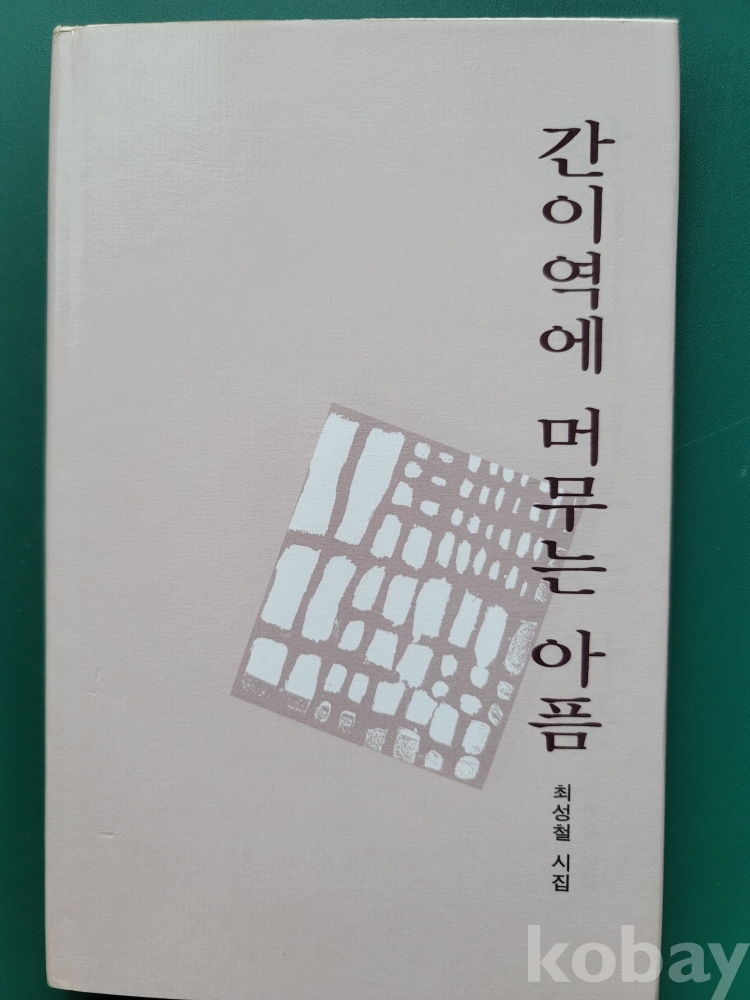 간이역에 머무는 아픔
최성철 시집
kobay